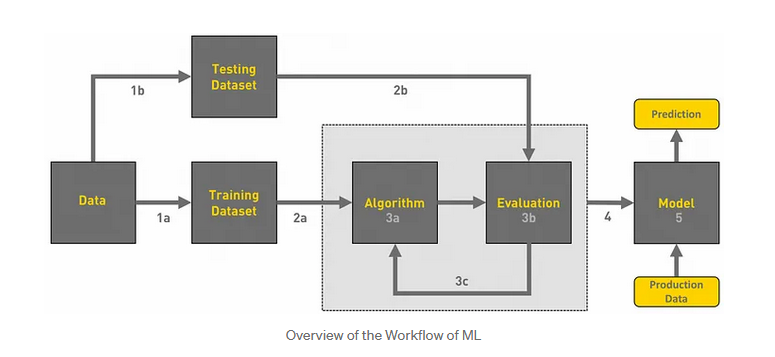 Testing
Dataset
1b
2b
Prediction
Data
1a
Training
Dataset
2a
Algorithm
3a
Evaluation
3b
4
Model
5
3c
Production
Data
Overview of the Workflow of ML